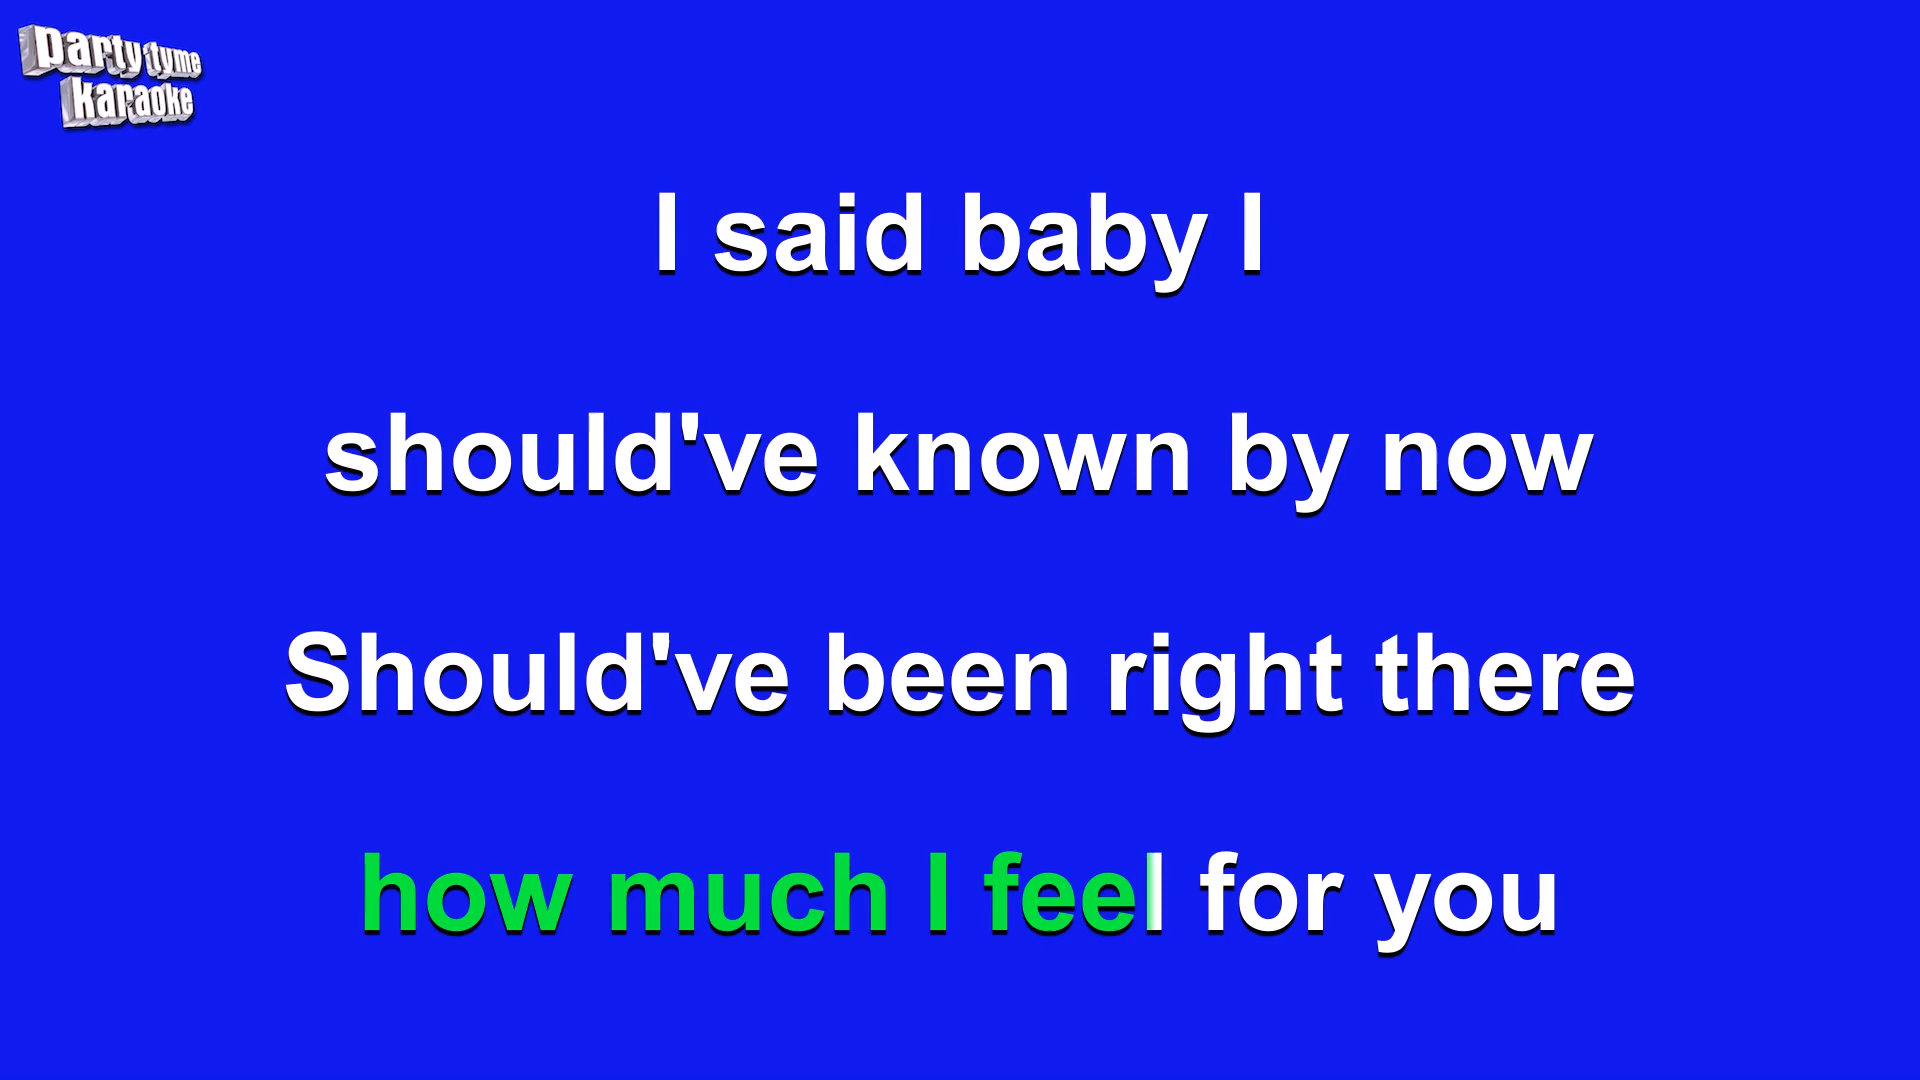 party tyme
karaoke
I said baby I
should've known by now
Should've been right there
how much I feel for you